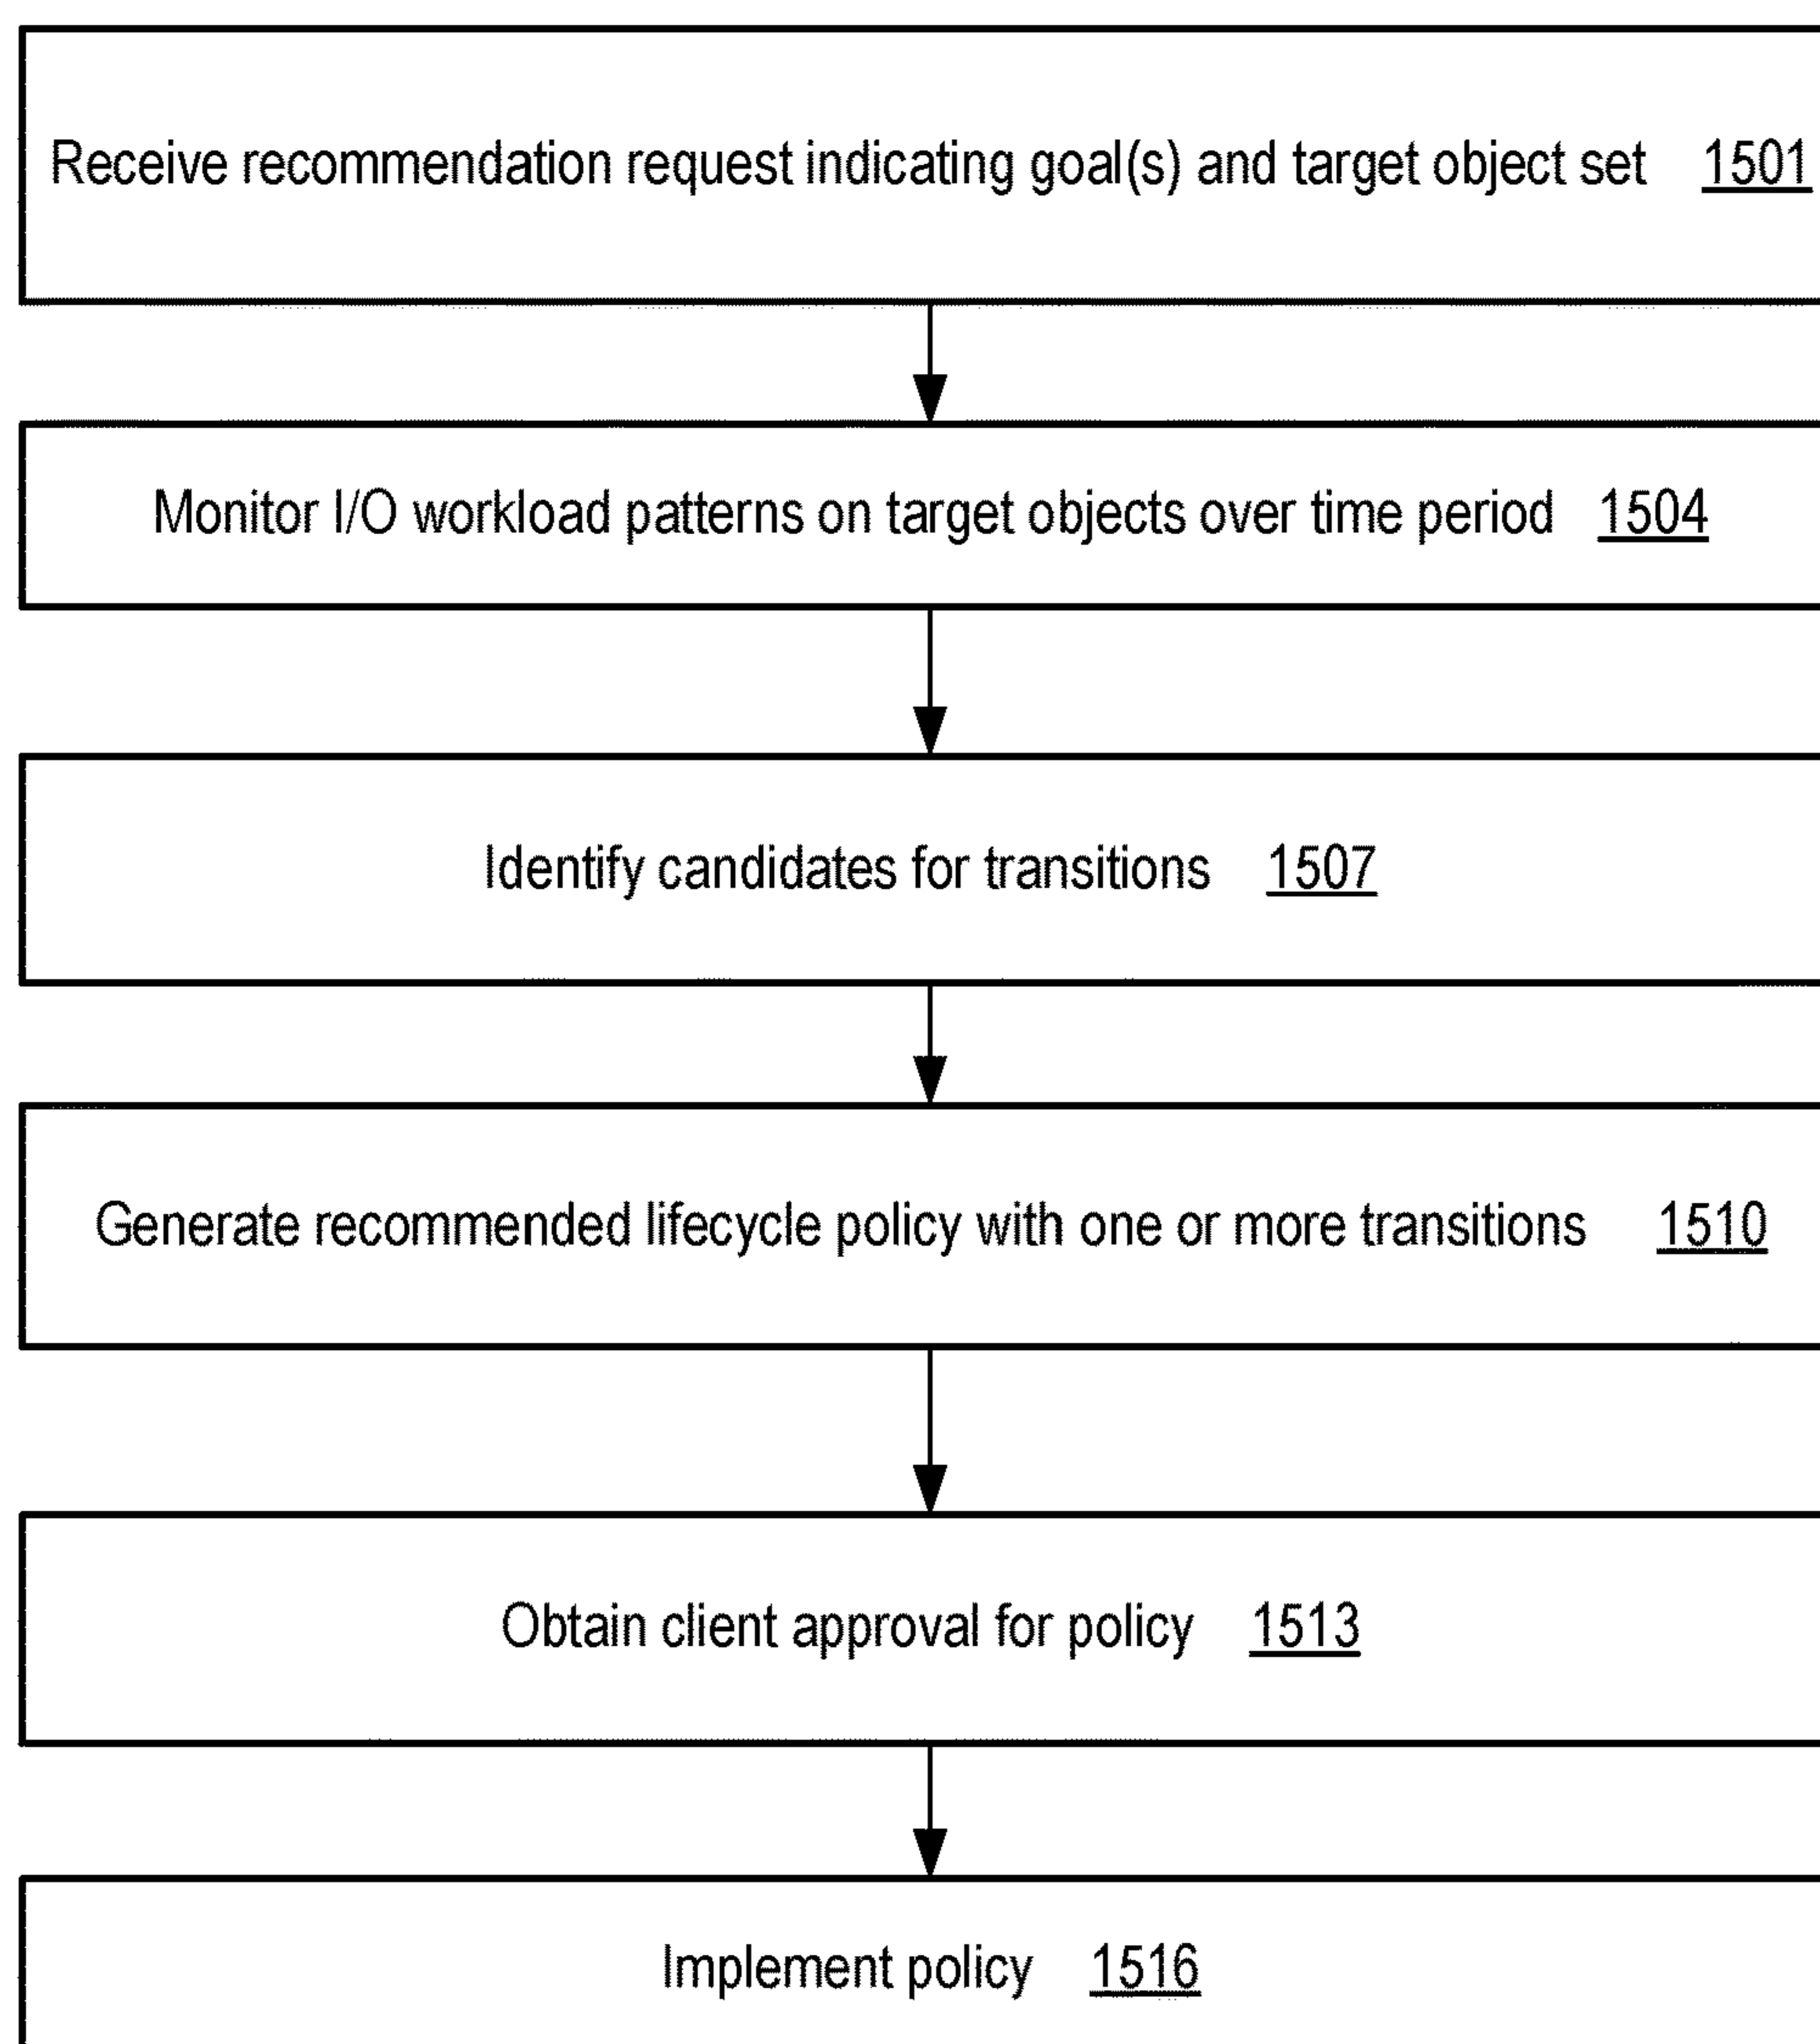 Receive recommendation request indicating goal(s) and target object set 1501
Monitor I/O workload patterns on target objects over time period 1504
Identify candidates for transitions 1507
Generate recommended lifecycle policy with one or more transitions 1510
Obtain client approval for policy 1513
Implement policy 1516